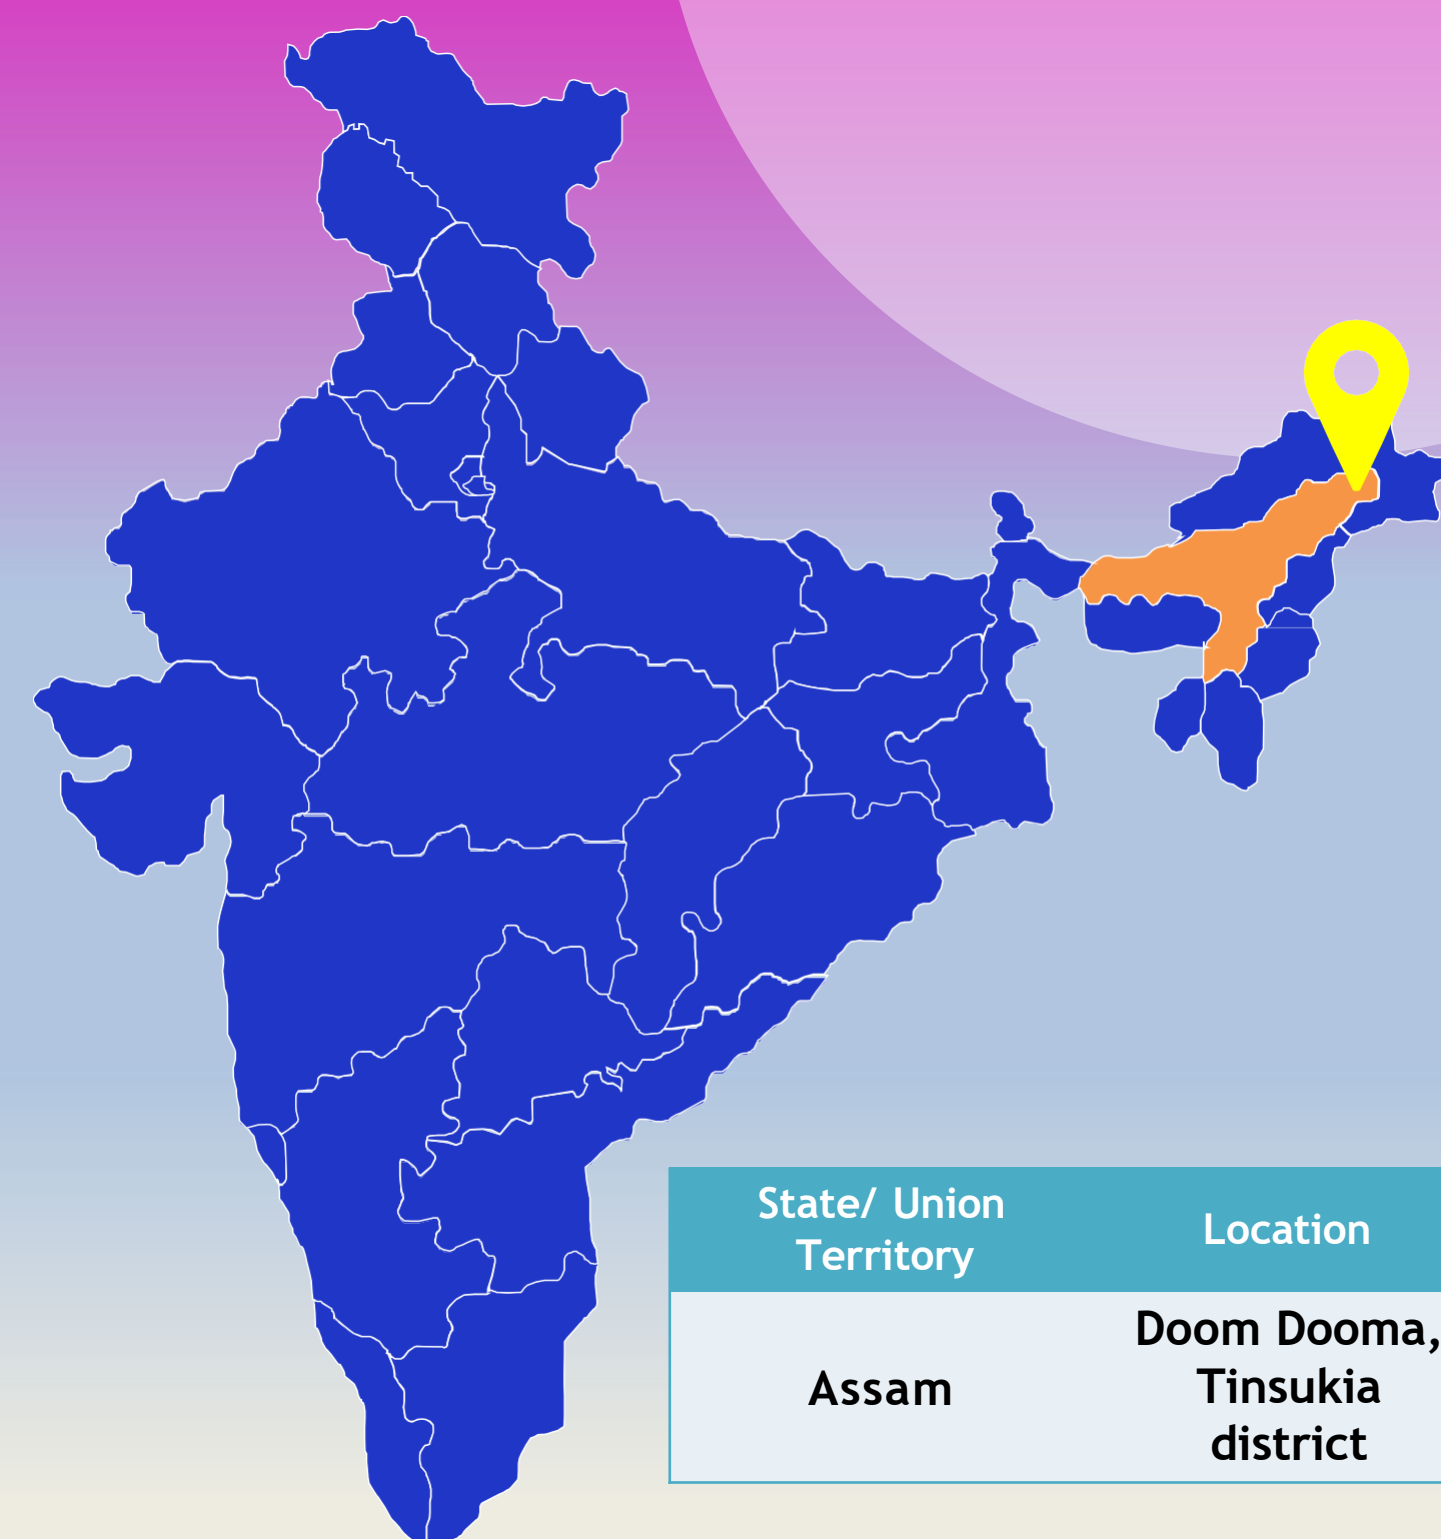 State/ Union
Territory
Location
Assam
Doom Dooma,
Tinsukia
district